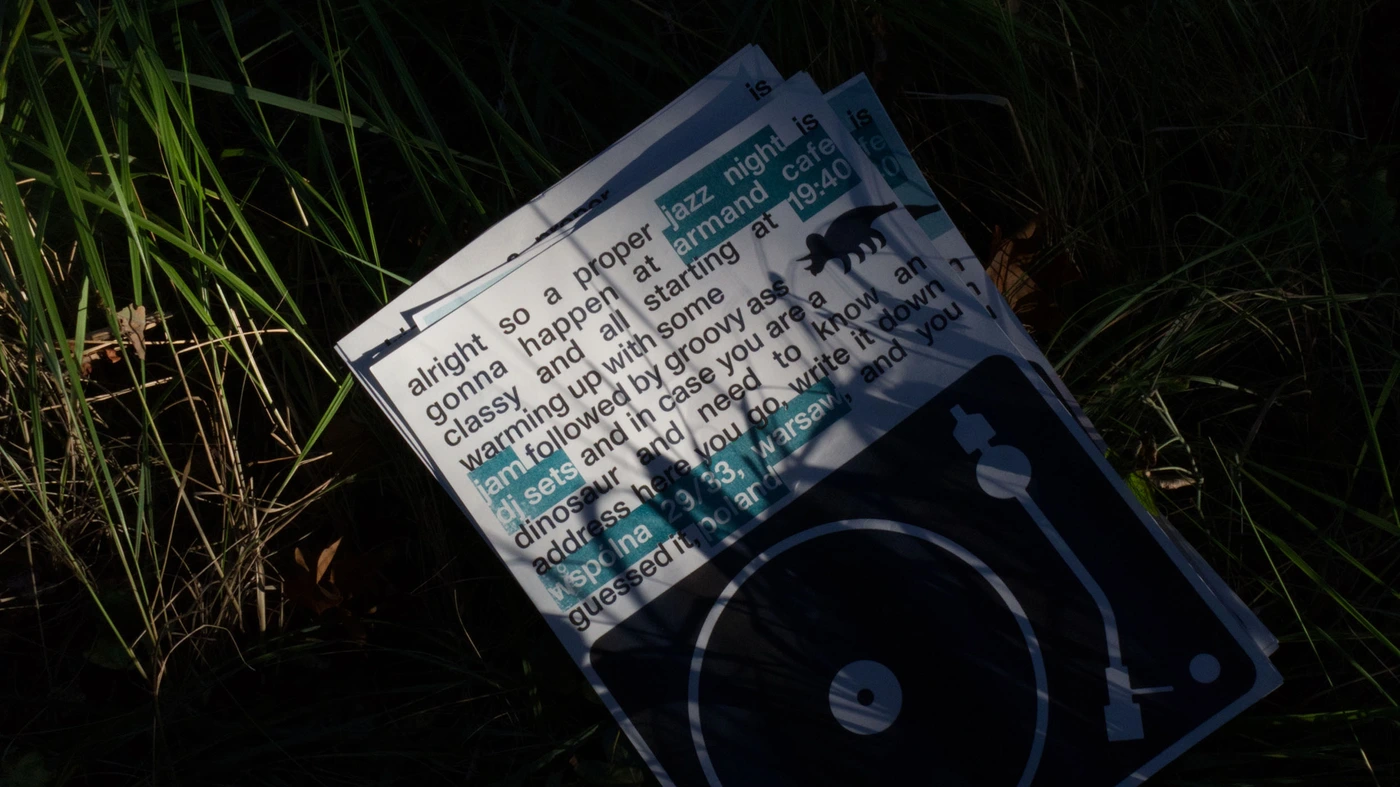 is
alright so a proper jazz night is
gonna happen at armand cafe
classy and all starting at 19:40
warming up with some
jam followed by groovy ass
dj sets and in case you are a
dinosaur and need to know an
address here you go, write it down
wspolna 29/33, warsaw, and you
guessed it, poland
is
fe